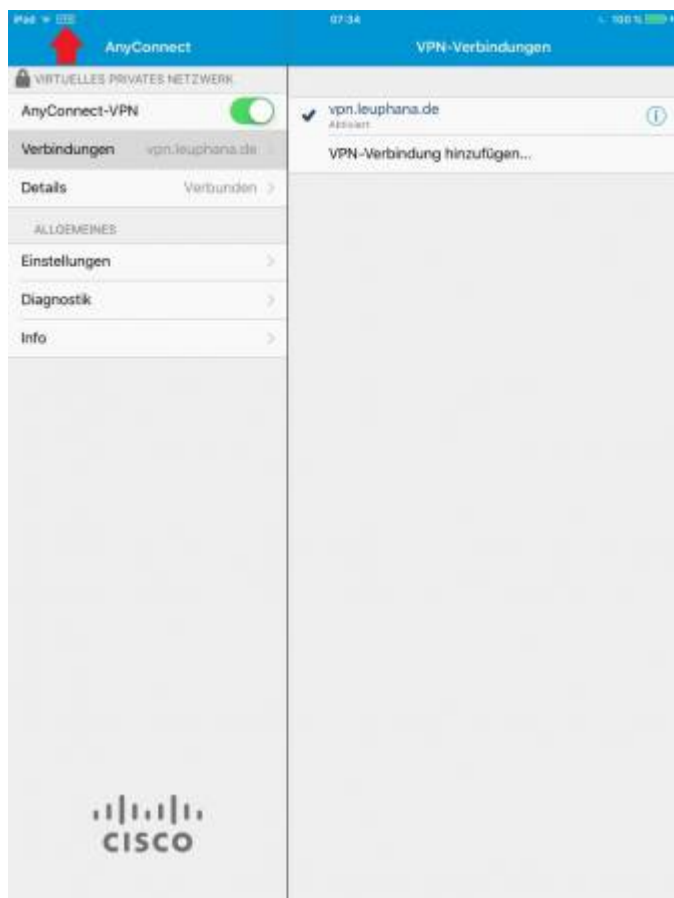 iPad VPN 07:34 100 %
AnyConnect
VIRTUELLES PRIVATES NETZWERK
AnyConnect-VPN
Verbindungen vpn.leuphana.de
Details Verbunden
ALLGEMEINES
Einstellungen
Diagnostik
Info
CISCO
VPN-Verbindungen
vpn.leuphana.de
Aktiviert
VPN-Verbindung hinzufügen...